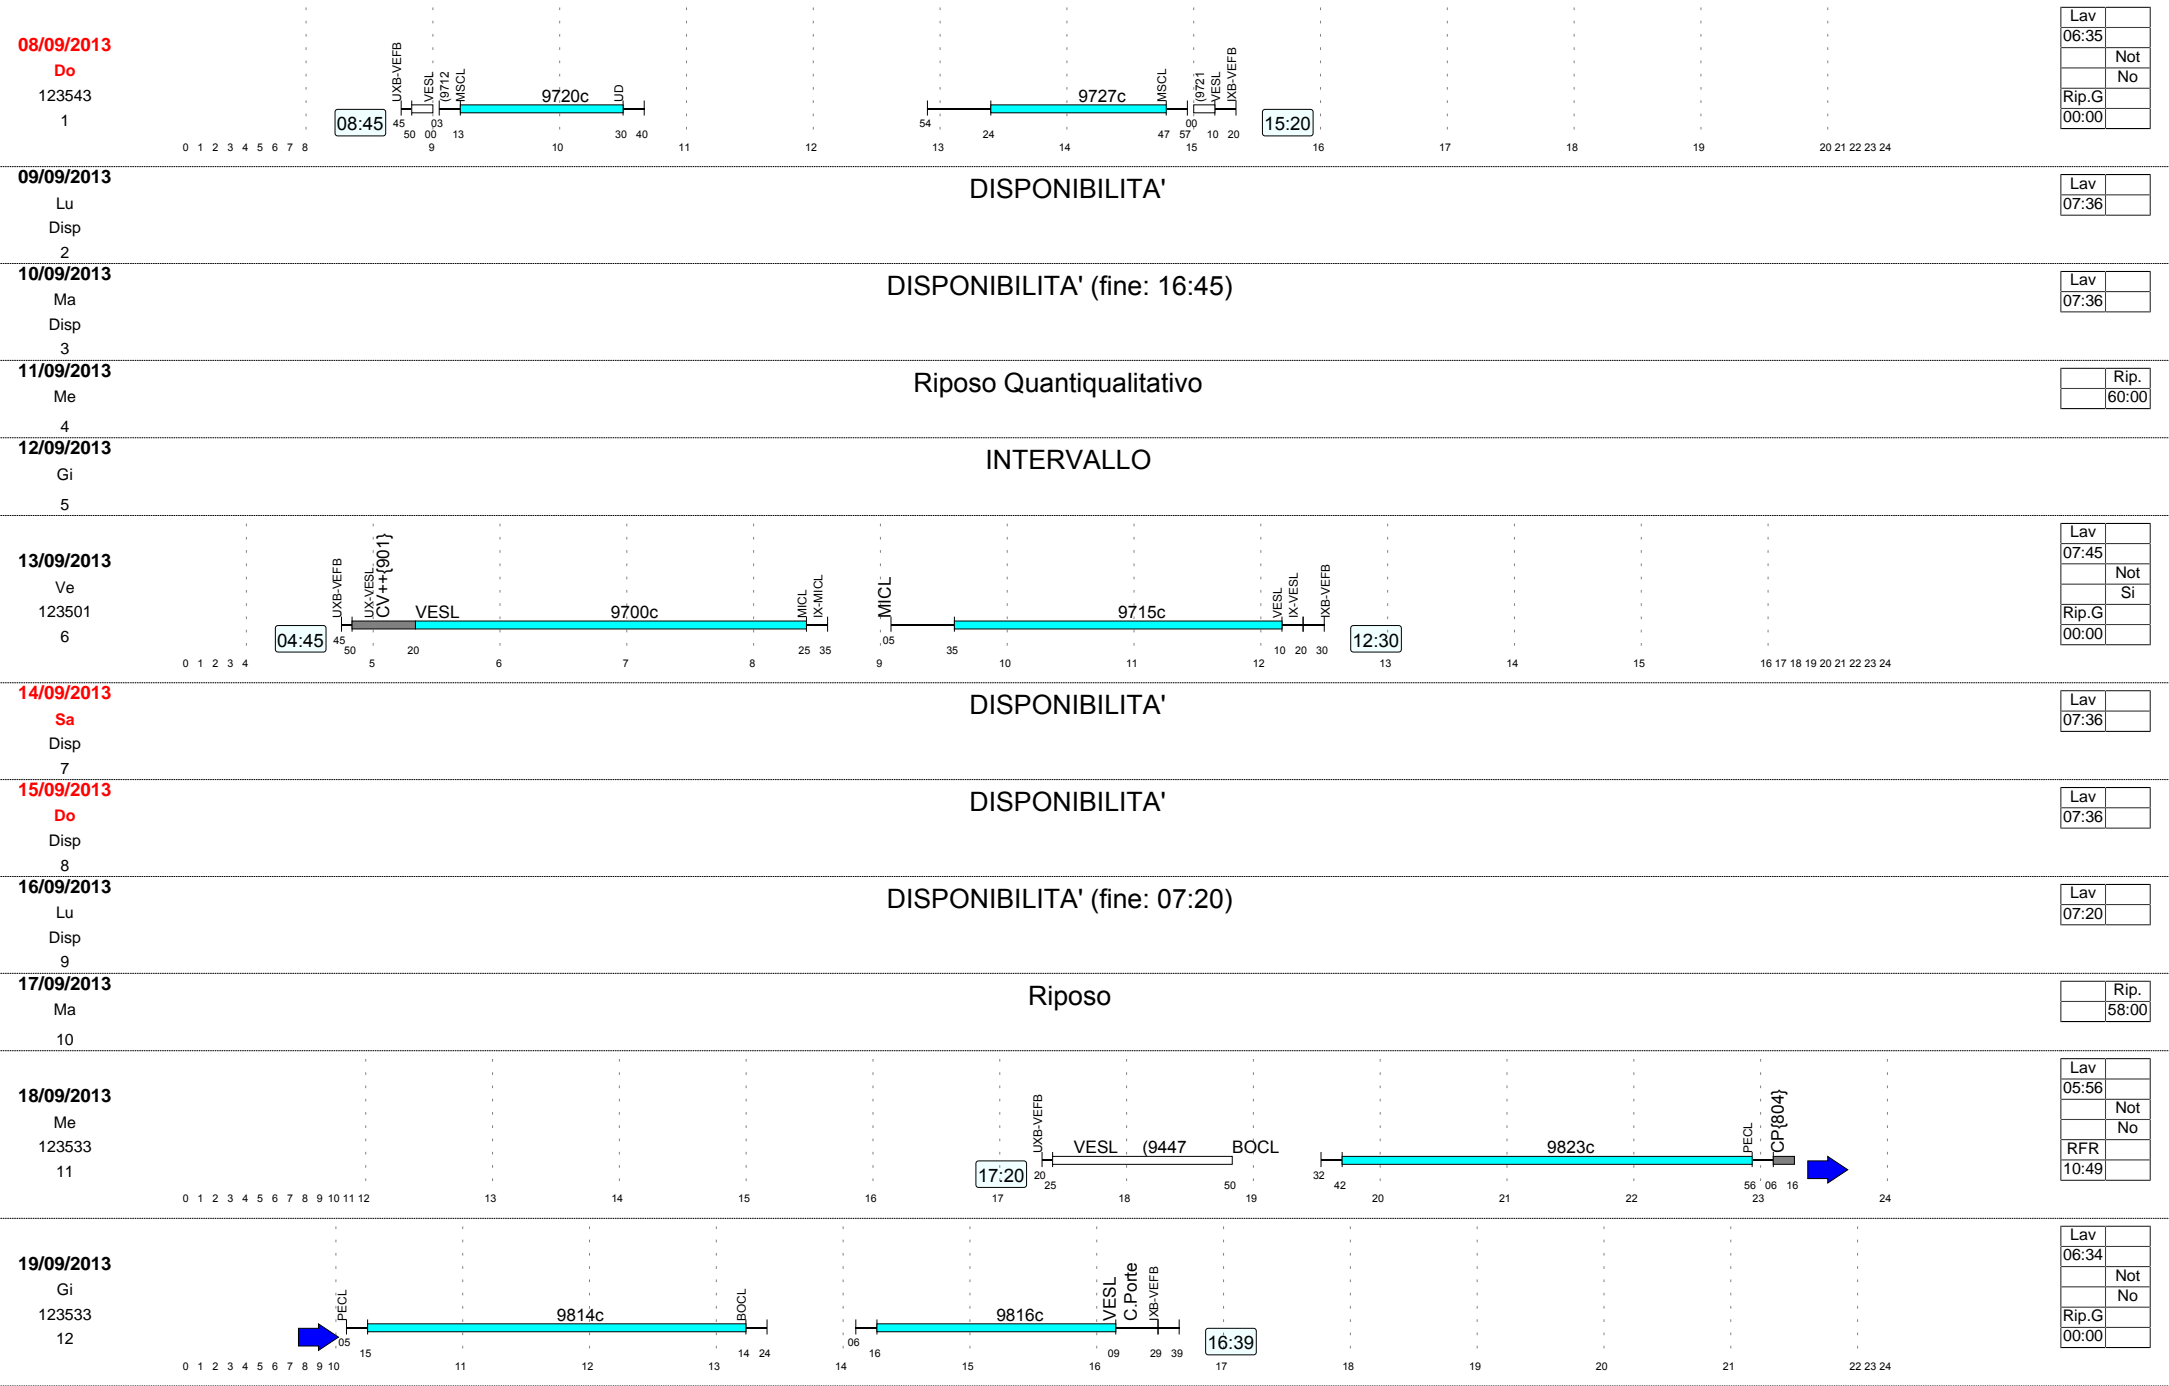 08/09/2013
Do
123543
1
08:45
UXB-VEFB
VESL
(9712
MSCL
9720c
UD
9727c
MSCL
(9721
VESL
IXB-VEFB
15:20
45 50 00 03 13 30 40 54 24 47 57 00 10 20
0 1 2 3 4 5 6 7 8 9 10 11 12 13 14 15 16 17 18 19 20 21 22 23 24
Lav
06:35
Not
No
Rip.G
00:00
09/09/2013
Lu
Disp
2
DISPONIBILITA'
Lav
07:36
10/09/2013
Ma
Disp
3
DISPONIBILITA' (fine: 16:45)
Lav
07:36
11/09/2013
Me
4
Riposo Quantiqualitativo
Rip.
60:00
12/09/2013
Gi
5
INTERVALLO
13/09/2013
Ve
123501
6
04:45
UXB-VEFB
UX-VESL
CV++{901}
VESL
9700c
MICL
IX-MICL
MICL
9715c
VESL
IX-VESL
IXB-VEFB
12:30
45 50 20 25 35 05 35 10 20 30
0 1 2 3 4 5 6 7 8 9 10 11 12 13 14 15 16 17 18 19 20 21 22 23 24
Lav
07:45
Not
Si
Rip.G
00:00
14/09/2013
Sa
Disp
7
DISPONIBILITA'
Lav
07:36
15/09/2013
Do
Disp
8
DISPONIBILITA'
Lav
07:36
16/09/2013
Lu
Disp
9
DISPONIBILITA' (fine: 07:20)
Lav
07:20
17/09/2013
Ma
10
Riposo
Rip.
58:00
18/09/2013
Me
123533
11
17:20
UXB-VEFB
VESL
(9447
BOCL
9823c
PECL
CP{804}
20 25 50 32 42 56 06 16
0 1 2 3 4 5 6 7 8 9 10 11 12 13 14 15 16 17 18 19 20 21 22 23 24
Lav
05:56
Not
No
RFR
10:49
19/09/2013
Gi
123533
12
PECL
9814c
BOCL
9816c
VESL
C.Porte
IXB-VEFB
16:39
05 15 14 24 06 16 09 29 39
0 1 2 3 4 5 6 7 8 9 10 11 12 13 14 15 16 17 18 19 20 21 22 23 24
Lav
06:34
Not
No
Rip.G
00:00